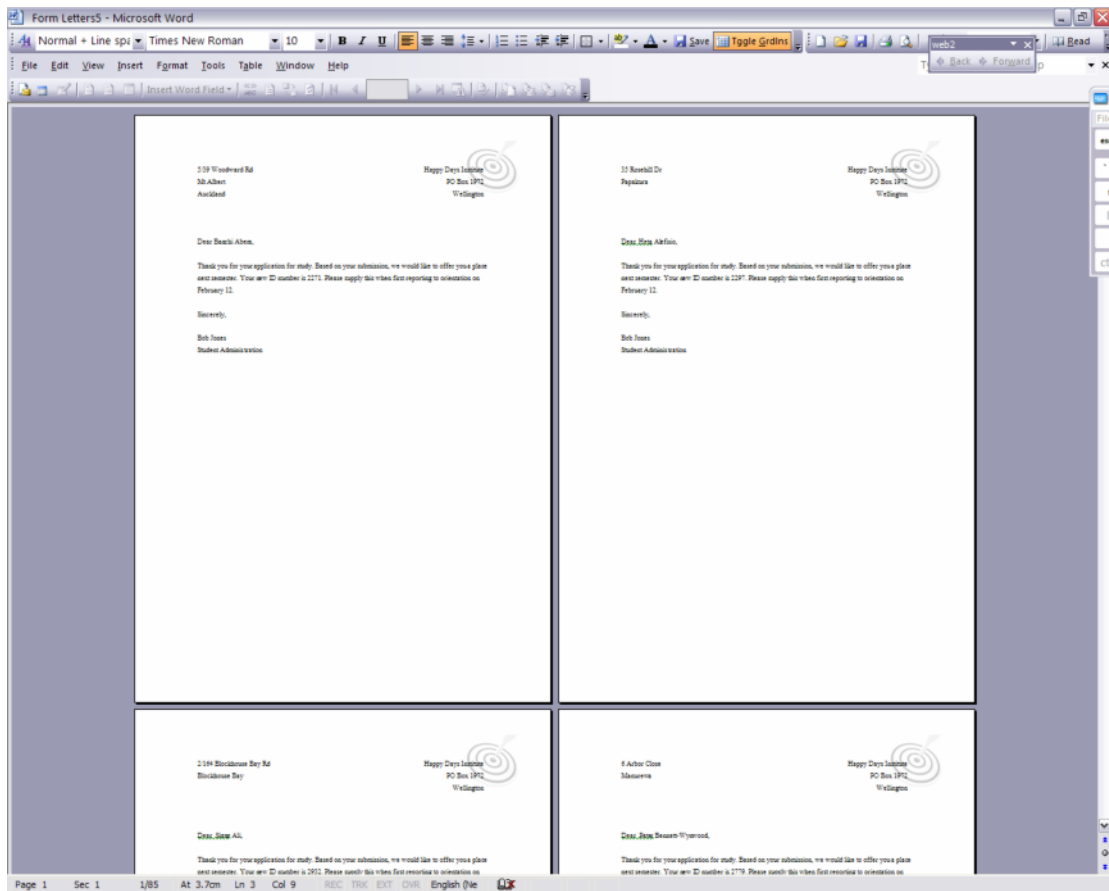 Form Letters5 - Microsoft Word
Normal + Line spa Times New Roman 10 B I U Save Tggle Grdlns Read
web2
Back Forward
File Edit View Insert Format Tools Table Window Help
Insert Word Field
5/39 Woodward Rd
Mt Albert
Auckland
Happy Days Institute
PO Box 1972
Wellington
Dear Abem,
Thank you for your application for study. Based on your submission, we would like to offer you a place
next semester. Your new ID number is 2271. Please supply this when first reporting to orientation on
February 12.
Sincerely,
Bob Jones
Student Administration
35 Rosehill Dr
Papakura
Happy Days Institute
PO Box 1972
Wellington
Dear Alefosio,
Thank you for your application for study. Based on your submission, we would like to offer you a place
next semester. Your new ID number is 2297. Please supply this when first reporting to orientation on
February 12.
Sincerely,
Bob Jones
Student Administration
2/164 Blockhouse Bay Rd
Blockhouse Bay
Happy Days Institute
PO Box 1972
Wellington
Dear Ali,
Thank you for your application for study. Based on your submission, we would like to offer you a place
next semester. Your new ID number is 2932. Please supply this when first reporting to orientation on
6 Arbor Close
Manurewa
Happy Days Institute
PO Box 1972
Wellington
Dear Bennett-Wynwood,
Thank you for your application for study. Based on your submission, we would like to offer you a place
next semester. Your new ID number is 2779. Please supply this when first reporting to orientation on
Page 1 Sec 1 1/85 At 3.7cm Ln 3 Col 9 REC TRK EXT OVR English (Ne